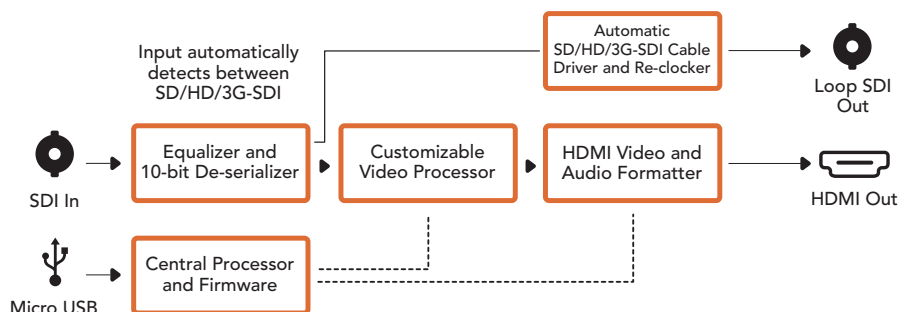 Input automatically
detects between
SD/HD/3G-SDI
Automatic
SD/HD/3G-SDI Cable
Driver and Re-clocker
Loop SDI
Out
SDI In
Equalizer and
10-bit De-serializer
Customizable
Video Processor
HDMI Video and
Audio Formatter
HDMI Out
Micro USB
Central Processor
and Firmware